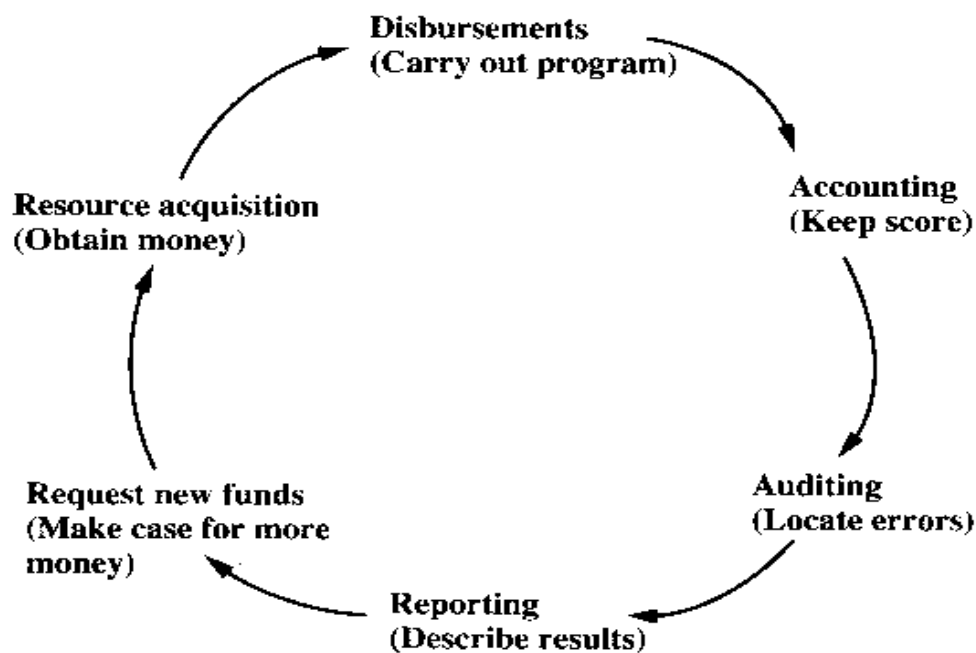 Disbursements
(Carry out program)
Accounting
(Keep score)
Auditing
(Locate errors)
Reporting
(Describe results)
Request new funds
(Make case for more
money)
Resource acquisition
(Obtain money)